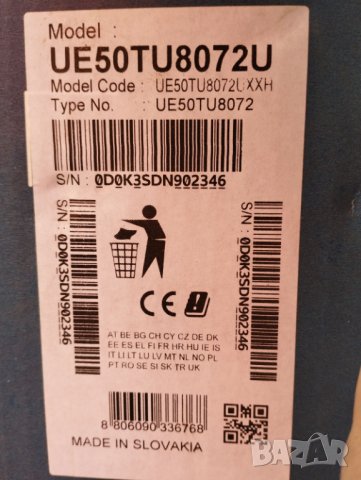 Model :
UE50TU8072U
Model Code : UE50TU8072UXXH
Type No. : UE50TU8072
S/N : 0D0K3SDN902346
S/N : 0D0K3SDN902346
S/N : 0D0K3SDN902346
CE
AT BE BG CH CY CZ DE DK
EE ES EL FI FR HR HU IE IS
IT LI LT LU LV MT NL NO PL
PT RO SE SI SK TR UK
8 806090 336768
MADE IN SLOVAKIA
BAZAR